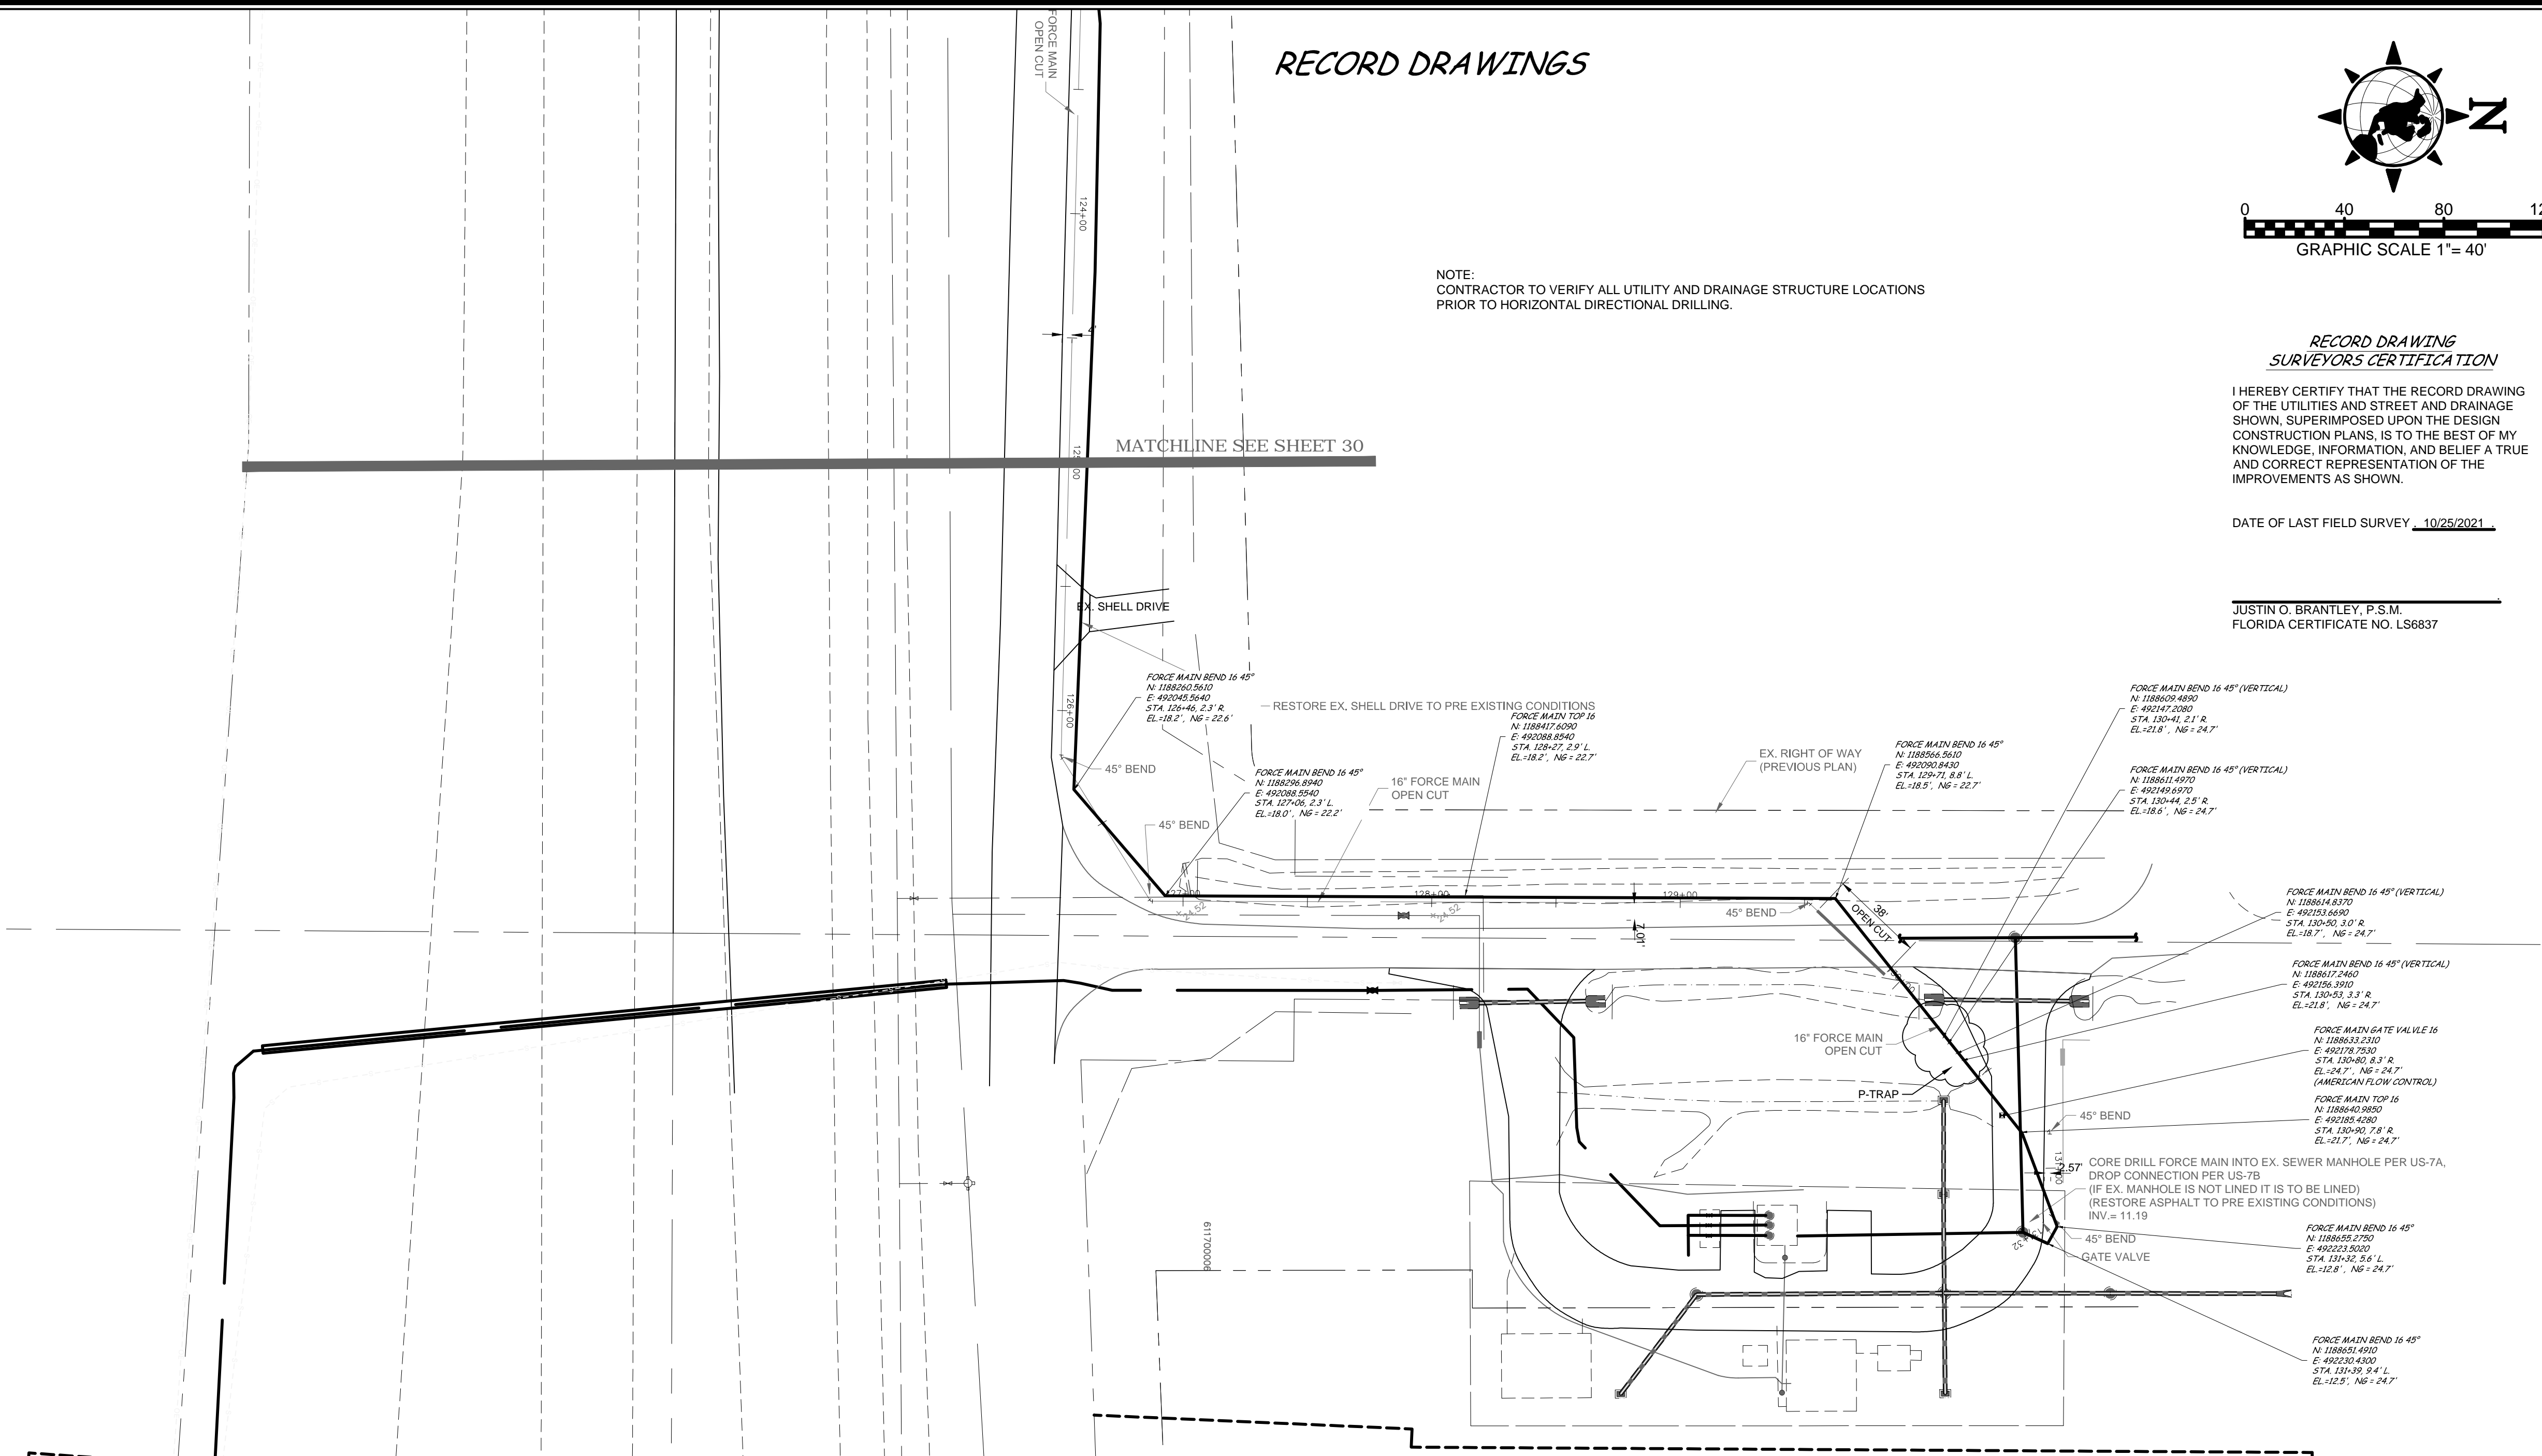 FORCE MAIN
OPEN CUT
RECORD DRAWINGS
N
0 40 80
GRAPHIC SCALE 1"= 40'
124+00
NOTE:
CONTRACTOR TO VERIFY ALL UTILITY AND DRAINAGE STRUCTURE LOCATIONS
PRIOR TO HORIZONTAL DIRECTIONAL DRILLING.
4'
RECORD DRAWING
SURVEYORS CERTIFICATION
I HEREBY CERTIFY THAT THE RECORD DRAWING
OF THE UTILITIES AND STREET AND DRAINAGE
SHOWN, SUPERIMPOSED UPON THE DESIGN
CONSTRUCTION PLANS, IS TO THE BEST OF MY
KNOWLEDGE, INFORMATION, AND BELIEF A TRUE
AND CORRECT REPRESENTATION OF THE
IMPROVEMENTS AS SHOWN.
DATE OF LAST FIELD SURVEY . 10/25/2021 .
JUSTIN O. BRANTLEY, P.S.M.
FLORIDA CERTIFICATE NO. LS6837
MATCHLINE SEE SHEET 30
EX. SHELL DRIVE
126+00
FORCE MAIN BEND 16 45°
N: 1188260.5610
E: 492045.5640
STA. 126+46, 2.3' R.
EL.=18.2', NG = 22.6'
RESTORE EX. SHELL DRIVE TO PRE EXISTING CONDITIONS
FORCE MAIN TOP 16
N: 1188417.6090
E: 492088.8540
STA. 128+27, 2.9' L.
EL.=18.2', NG = 22.7'
45° BEND
FORCE MAIN BEND 16 45°
N: 1188296.8940
E: 492088.5540
STA. 127+06, 2.3' L.
EL.=18.0', NG = 22.2'
16" FORCE MAIN
OPEN CUT
EX. RIGHT OF WAY
(PREVIOUS PLAN)
FORCE MAIN BEND 16 45°
N: 1188566.5610
E: 492090.8430
STA. 129+71, 8.8' L.
EL.=18.5', NG = 22.7'
FORCE MAIN BEND 16 45° (VERTICAL)
N: 1188609.4890
E: 492147.2080
STA. 130+41, 2.1' R.
EL.=21.8', NG = 24.7'
FORCE MAIN BEND 16 45° (VERTICAL)
N: 1188611.4970
E: 492149.6970
STA. 130+44, 2.5' R.
EL.=18.6', NG = 24.7'
45° BEND
128+00
129+00
24.52
24.52
7.01'
45° BEND
38'
OPEN CUT
FORCE MAIN BEND 16 45° (VERTICAL)
N: 1188614.8370
E: 492153.6690
STA. 130+50, 3.0' R.
EL.=18.7', NG = 24.7'
FORCE MAIN BEND 16 45° (VERTICAL)
N: 1188617.2460
E: 492156.3910
STA. 130+53, 3.3' R.
EL.=21.8', NG = 24.7'
16" FORCE MAIN
OPEN CUT
P-TRAP
FORCE MAIN GATE VALVLE 16
N: 1188633.2310
E: 492178.7530
STA. 130+80, 8.3' R.
EL.=24.7', NG = 24.7'
(AMERICAN FLOW CONTROL)
FORCE MAIN TOP 16
N: 1188640.9850
E: 492185.4280
STA. 130+90, 7.8' R.
EL.=21.7', NG = 24.7'
45° BEND
2.57'
CORE DRILL FORCE MAIN INTO EX. SEWER MANHOLE PER US-7A,
DROP CONNECTION PER US-7B
(IF EX. MANHOLE IS NOT LINED IT IS TO BE LINED)
(RESTORE ASPHALT TO PRE EXISTING CONDITIONS)
INV.= 11.19
FORCE MAIN BEND 16 45°
N: 1188655.2750
E: 492223.5020
STA. 131+32, 5.6' L.
EL.=12.8', NG = 24.7'
45° BEND
GATE VALVE
611700006
FORCE MAIN BEND 16 45°
N: 1188651.4910
E: 492230.4300
STA. 131+39, 9.4' L.
EL.=12.5', NG = 24.7'